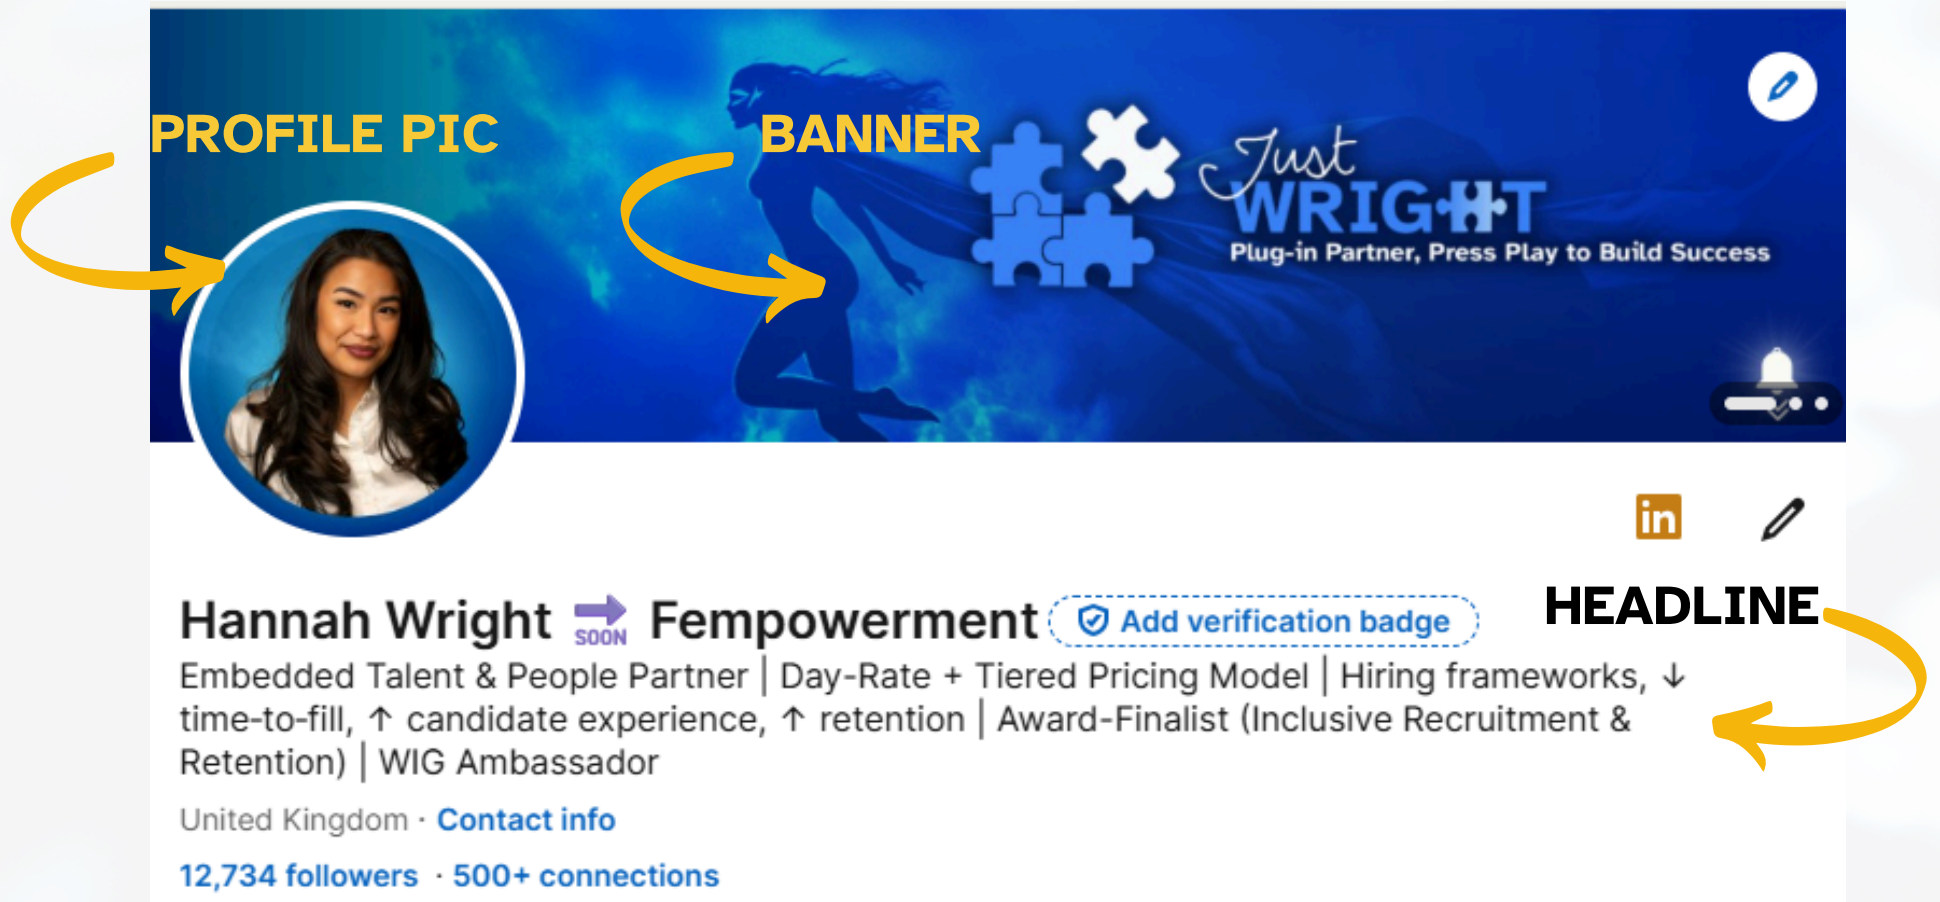 PROFILE PIC
BANNER
Just
WRIGHT
Plug-in Partner, Press Play to Build Success
in
HEADLINE
Hannah Wright 🔜 Fempowerment Add verification badge
Embedded Talent & People Partner | Day-Rate + Tiered Pricing Model | Hiring frameworks, ↓
time-to-fill, ↑ candidate experience, ↑ retention | Award-Finalist (Inclusive Recruitment &
Retention) | WIG Ambassador
United Kingdom · Contact info
12,734 followers · 500+ connections